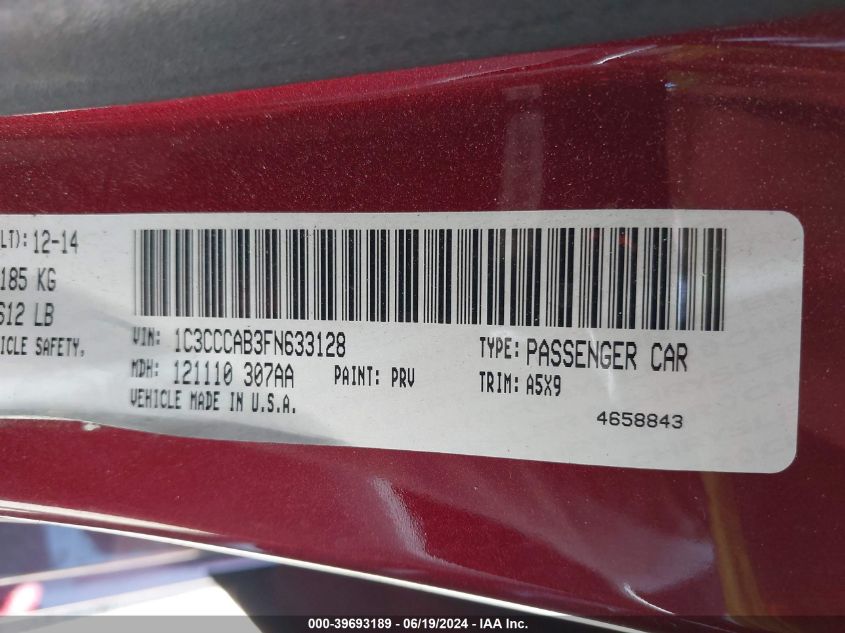 LT): 12-14
185 KG
612 LB
ICLE SAFETY.
VIN: 1C3CCCAB3FN633128
TYPE: PASSENGER CAR
MDH: 121110 307AA
PAINT: PRV
TRIM: A5X9
VEHICLE MADE IN U.S.A.
4658843
000-39693189 - 06/19/2024 - IAA Inc.